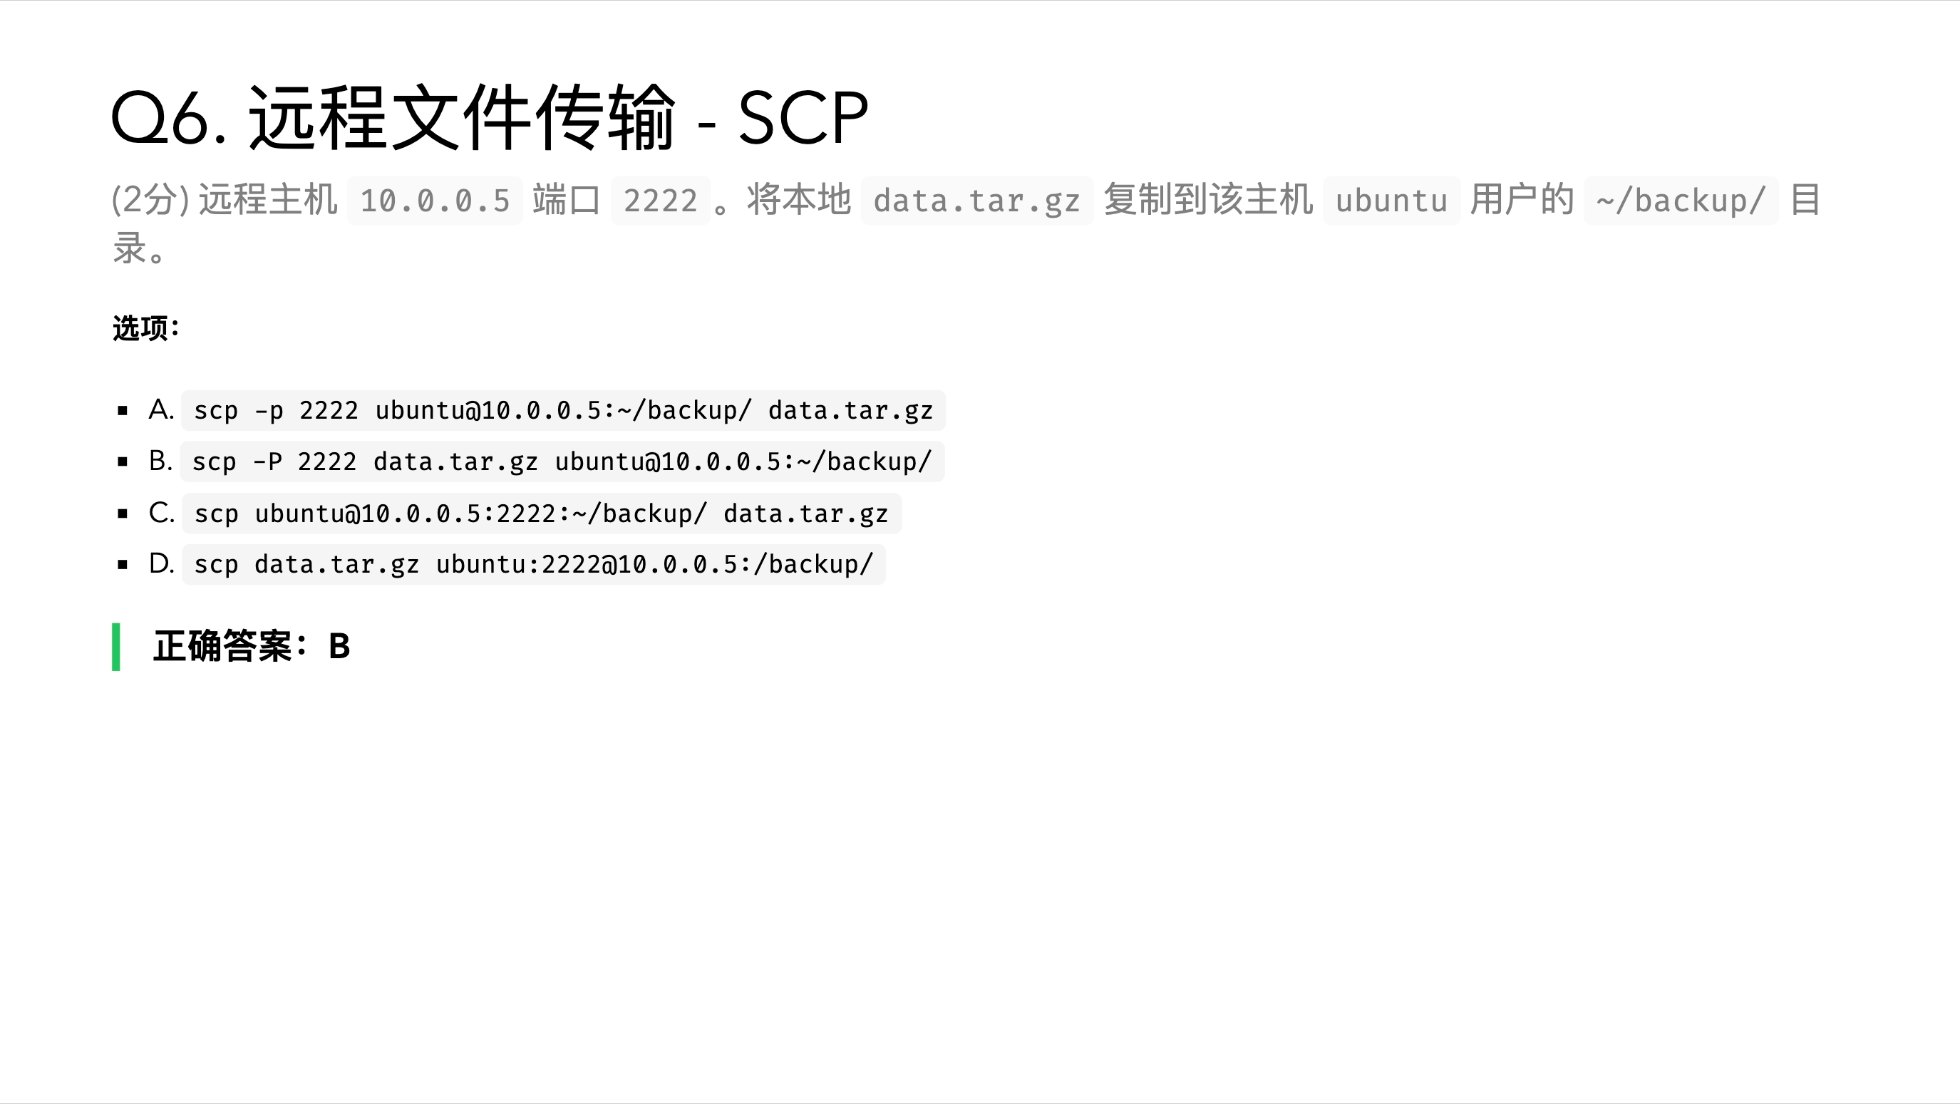 Q6. 远程文件传输 - SCP
(2分) 远程主机 10.0.0.5 端口 2222 。将本地 data.tar.gz 复制到该主机 ubuntu 用户的 ~/backup/ 目
录。
选项：
▪ A. scp -p 2222 ubuntu@10.0.0.5:~/backup/ data.tar.gz
▪ B. scp -P 2222 data.tar.gz ubuntu@10.0.0.5:~/backup/
▪ C. scp ubuntu@10.0.0.5:2222:~/backup/ data.tar.gz
▪ D. scp data.tar.gz ubuntu:2222@10.0.0.5:/backup/
正确答案：B